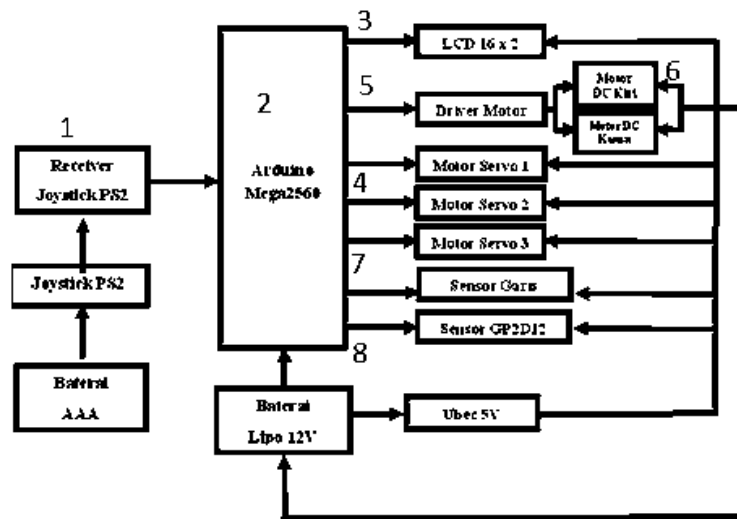 1
Receiver
Joystick PS2
Joystick PS2
Baterai
AAA
2
Arduino
Mega2560
3
LCD 16 x 2
5
Driver Motor
Motor
DC Kiri
6
Motor DC
Kanan
Motor Servo 1
4
Motor Servo 2
Motor Servo 3
7
Sensor Garis
Sensor GP2D12
8
Baterai
Lipo 12V
Ubec 5V